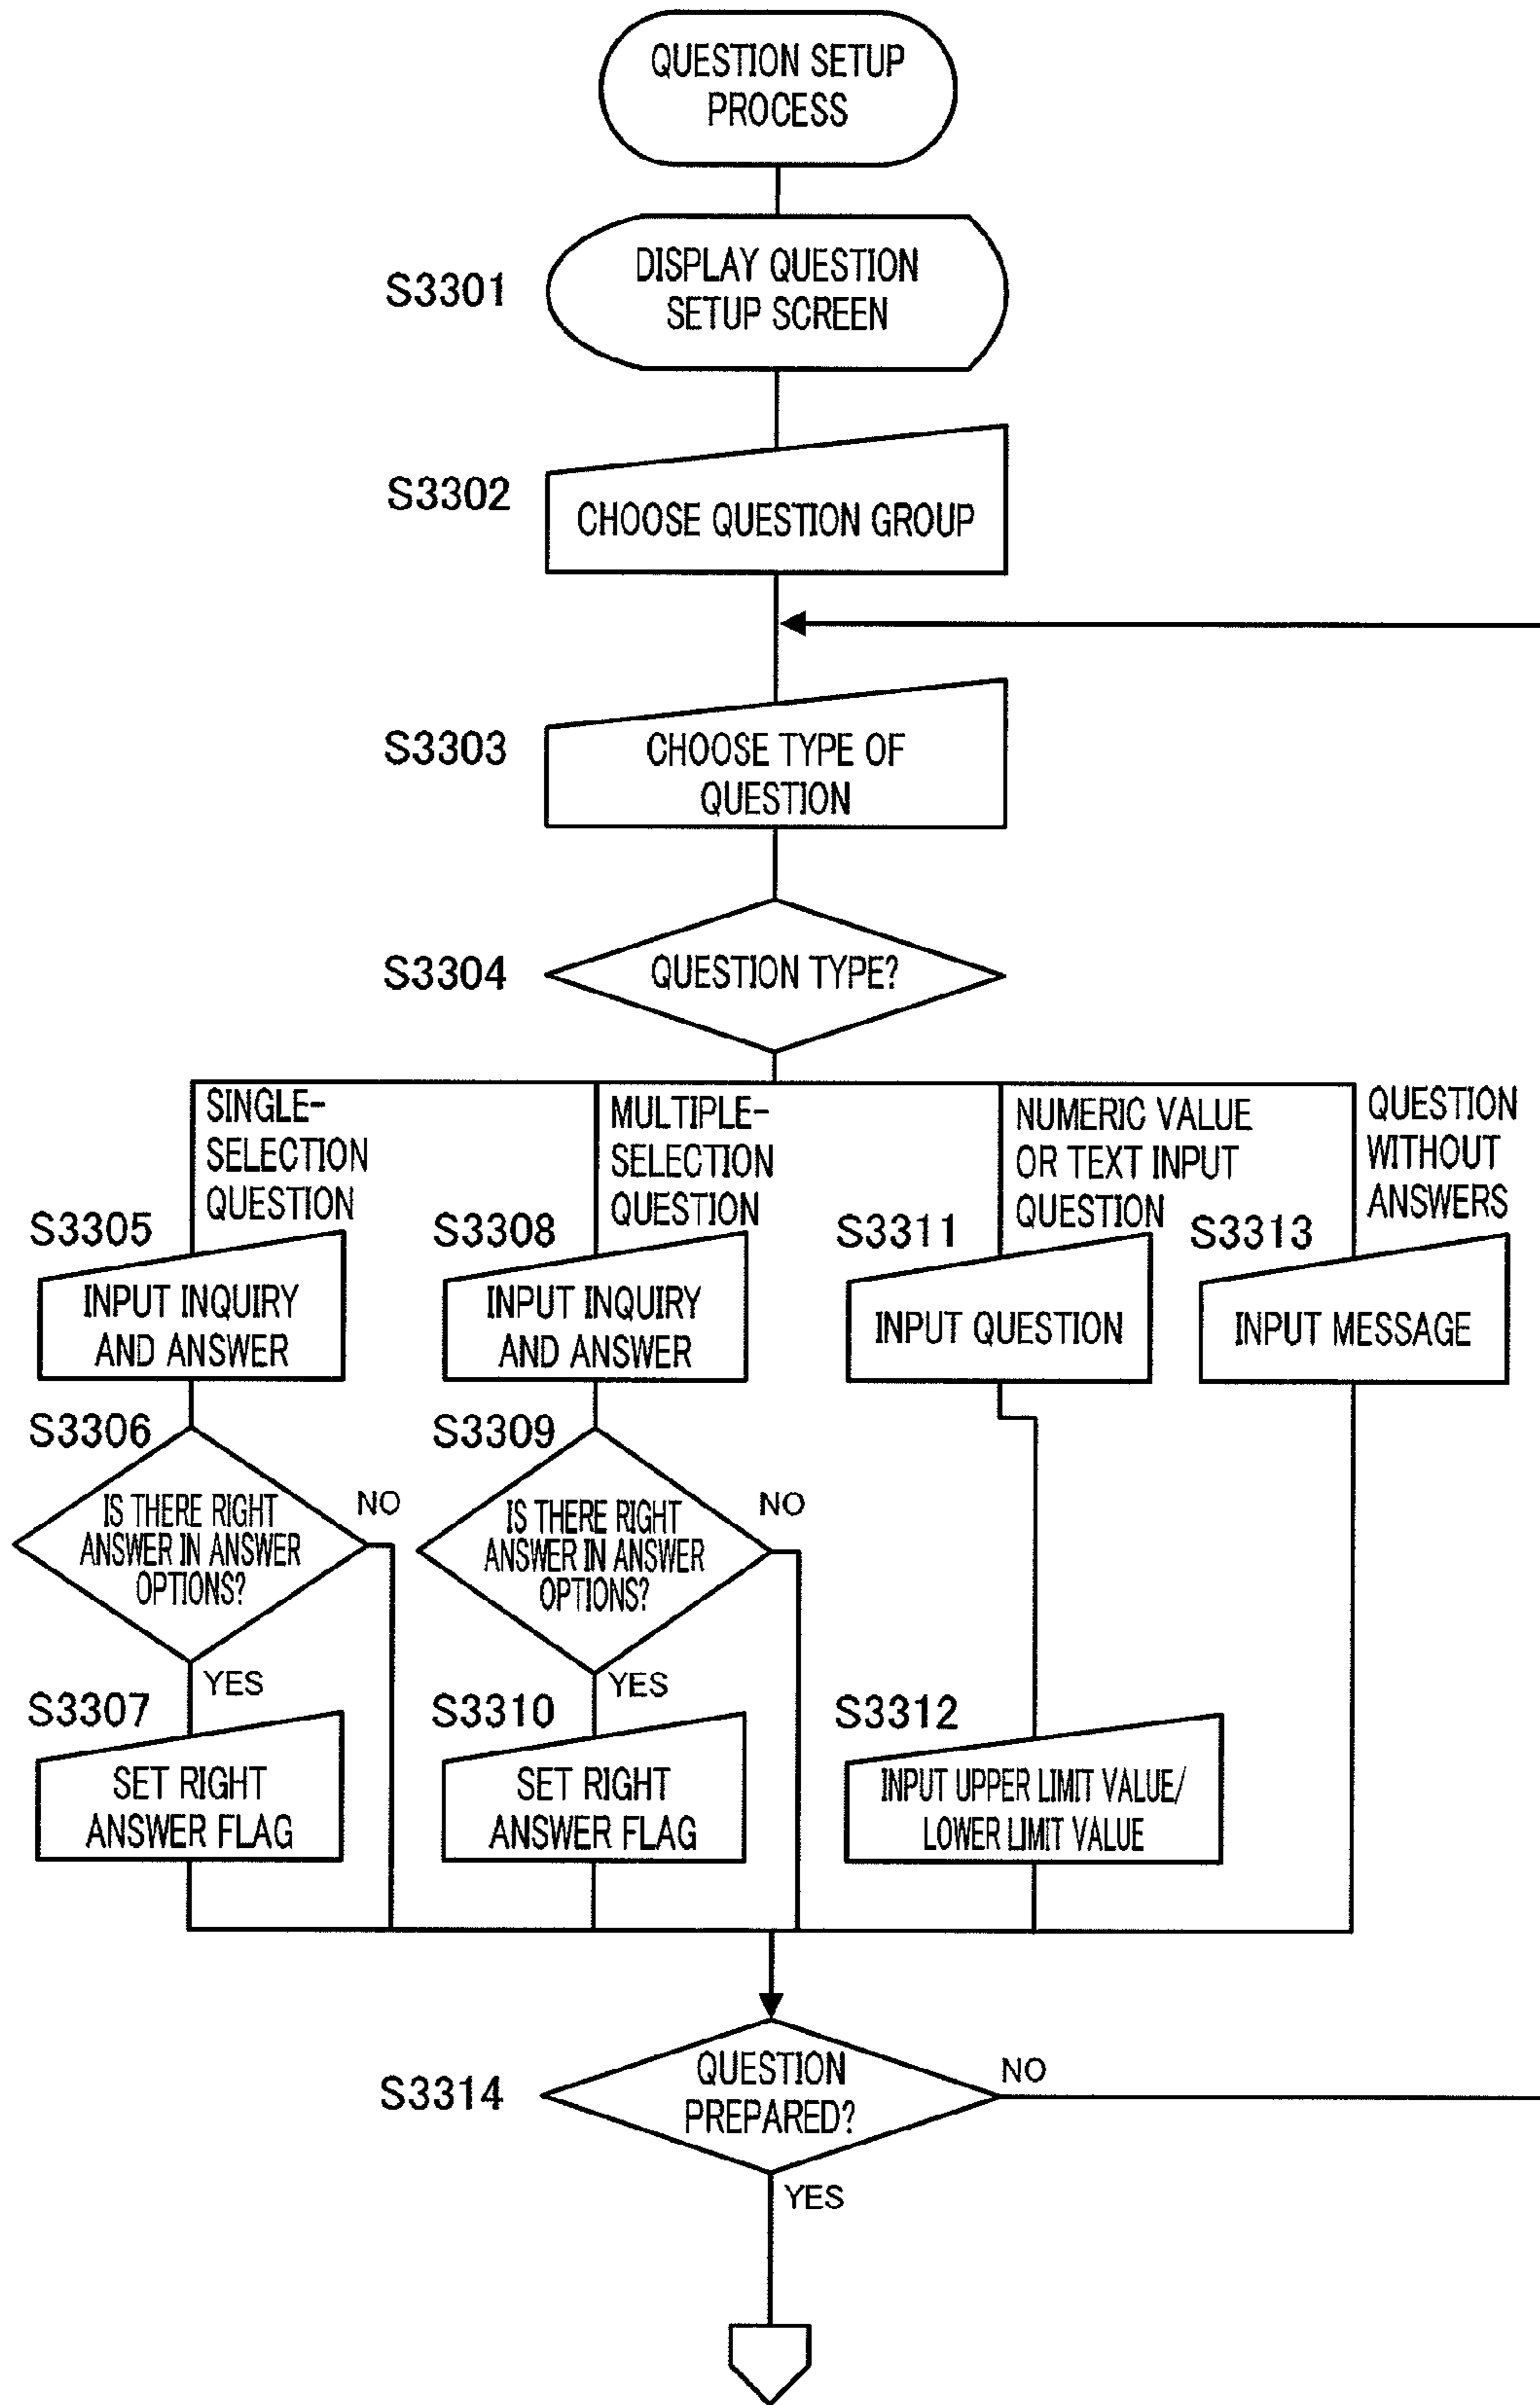 QUESTION SETUP
PROCESS
S3301
DISPLAY QUESTION
SETUP SCREEN
S3302
CHOOSE QUESTION GROUP
S3303
CHOOSE TYPE OF
QUESTION
S3304
QUESTION TYPE?
SINGLE-
SELECTION
QUESTION
MULTIPLE-
SELECTION
QUESTION
NUMERIC VALUE
OR TEXT INPUT
QUESTION
QUESTION
WITHOUT
ANSWERS
S3305
INPUT INQUIRY
AND ANSWER
S3308
INPUT INQUIRY
AND ANSWER
S3311
INPUT QUESTION
S3313
INPUT MESSAGE
S3306
IS THERE RIGHT
ANSWER IN ANSWER
OPTIONS?
NO
YES
S3309
IS THERE RIGHT
ANSWER IN ANSWER
OPTIONS?
NO
YES
S3307
SET RIGHT
ANSWER FLAG
S3310
SET RIGHT
ANSWER FLAG
S3312
INPUT UPPER LIMIT VALUE/
LOWER LIMIT VALUE
S3314
QUESTION
PREPARED?
NO
YES